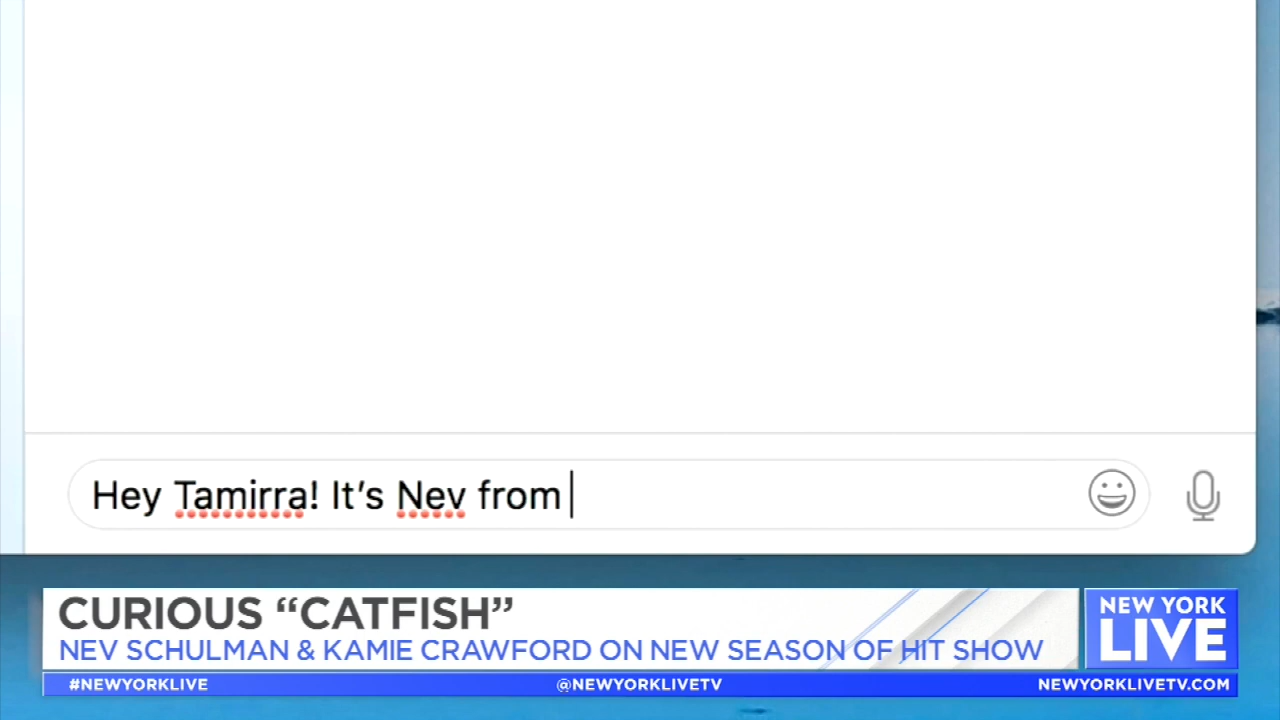 Hey Tamirra! It’s Nev from
CURIOUS “CATFISH”
NEV SCHULMAN & KAMIE CRAWFORD ON NEW SEASON OF HIT SHOW
NEW YORK
LIVE
#NEWYORKLIVE
@NEWYORKLIVETV
NEWYORKLIVETV.COM